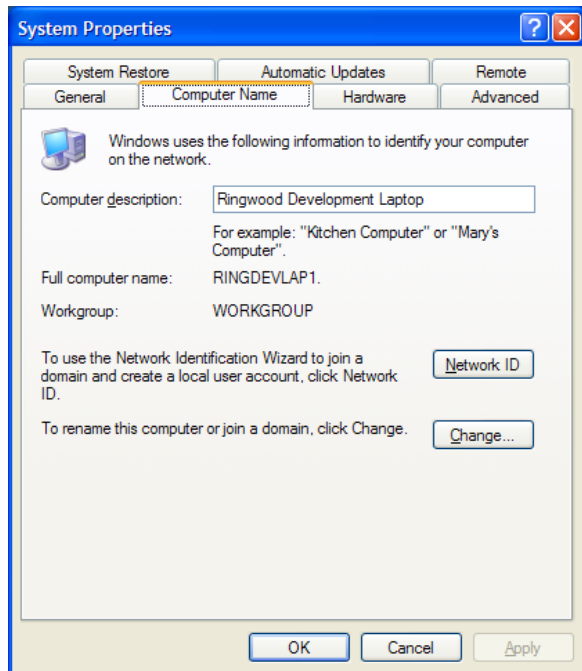 System Properties
System Restore Automatic Updates Remote
General Computer Name Hardware Advanced
Windows uses the following information to identify your computer
on the network.
Computer description: Ringwood Development Laptop
For example: "Kitchen Computer" or "Mary's
Computer".
Full computer name: RINGDEVLAP1.
Workgroup: WORKGROUP
To use the Network Identification Wizard to join a
domain and create a local user account, click Network
ID.
Network ID
To rename this computer or join a domain, click Change.
Change...
OK Cancel Apply